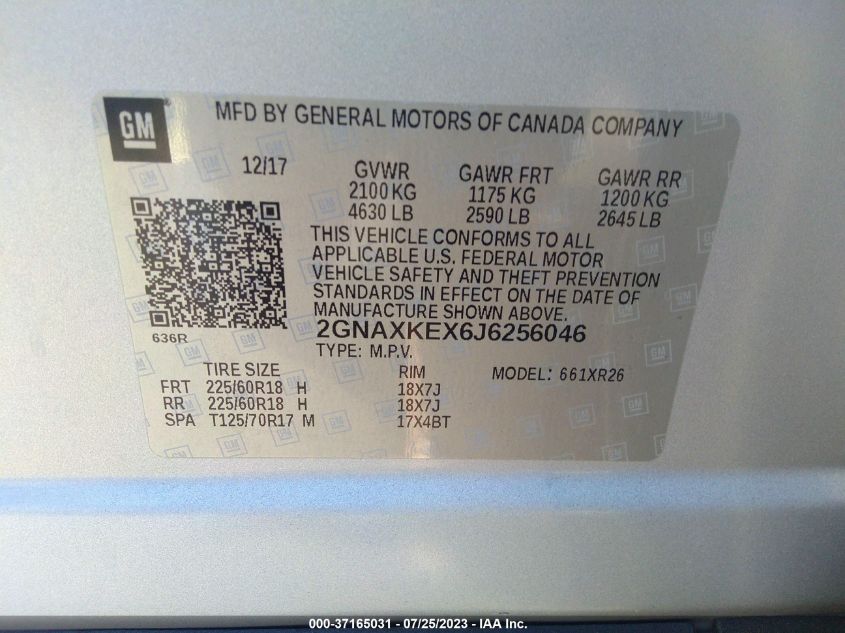 GM
MFD BY GENERAL MOTORS OF CANADA COMPANY
12/17 GVWR GAWR FRT GAWR RR
2100 KG 1175 KG 1200 KG
4630 LB 2590 LB 2645 LB
THIS VEHICLE CONFORMS TO ALL
APPLICABLE U.S. FEDERAL MOTOR
VEHICLE SAFETY AND THEFT PREVENTION
STANDARDS IN EFFECT ON THE DATE OF
MANUFACTURE SHOWN ABOVE.
636R 2GNAXKEX6J6256046
TYPE: M.P.V.
TIRE SIZE RIM MODEL: 661XR26
FRT 225/60R18 H 18X7J
RR 225/60R18 H 18X7J
SPA T125/70R17 M 17X4BT
000-37165031 - 07/25/2023 - IAA Inc.